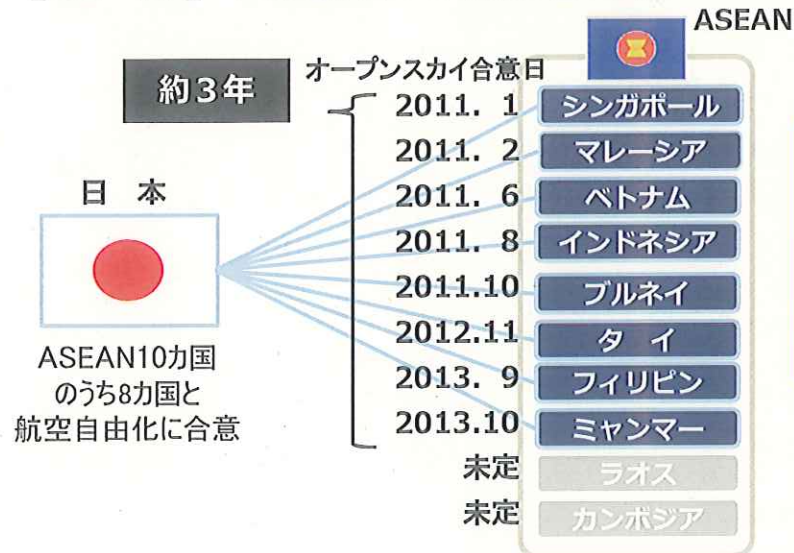 ASEAN
約3年
オープンスカイ合意日
2011. 1 シンガポール
2011. 2 マレーシア
2011. 6 ベトナム
2011. 8 インドネシア
2011.10 ブルネイ
2012.11 タ イ
2013. 9 フィリピン
2013.10 ミャンマー
未定 ラオス
未定 カンボジア
日 本
ASEAN10カ国
のうち8カ国と
航空自由化に合意